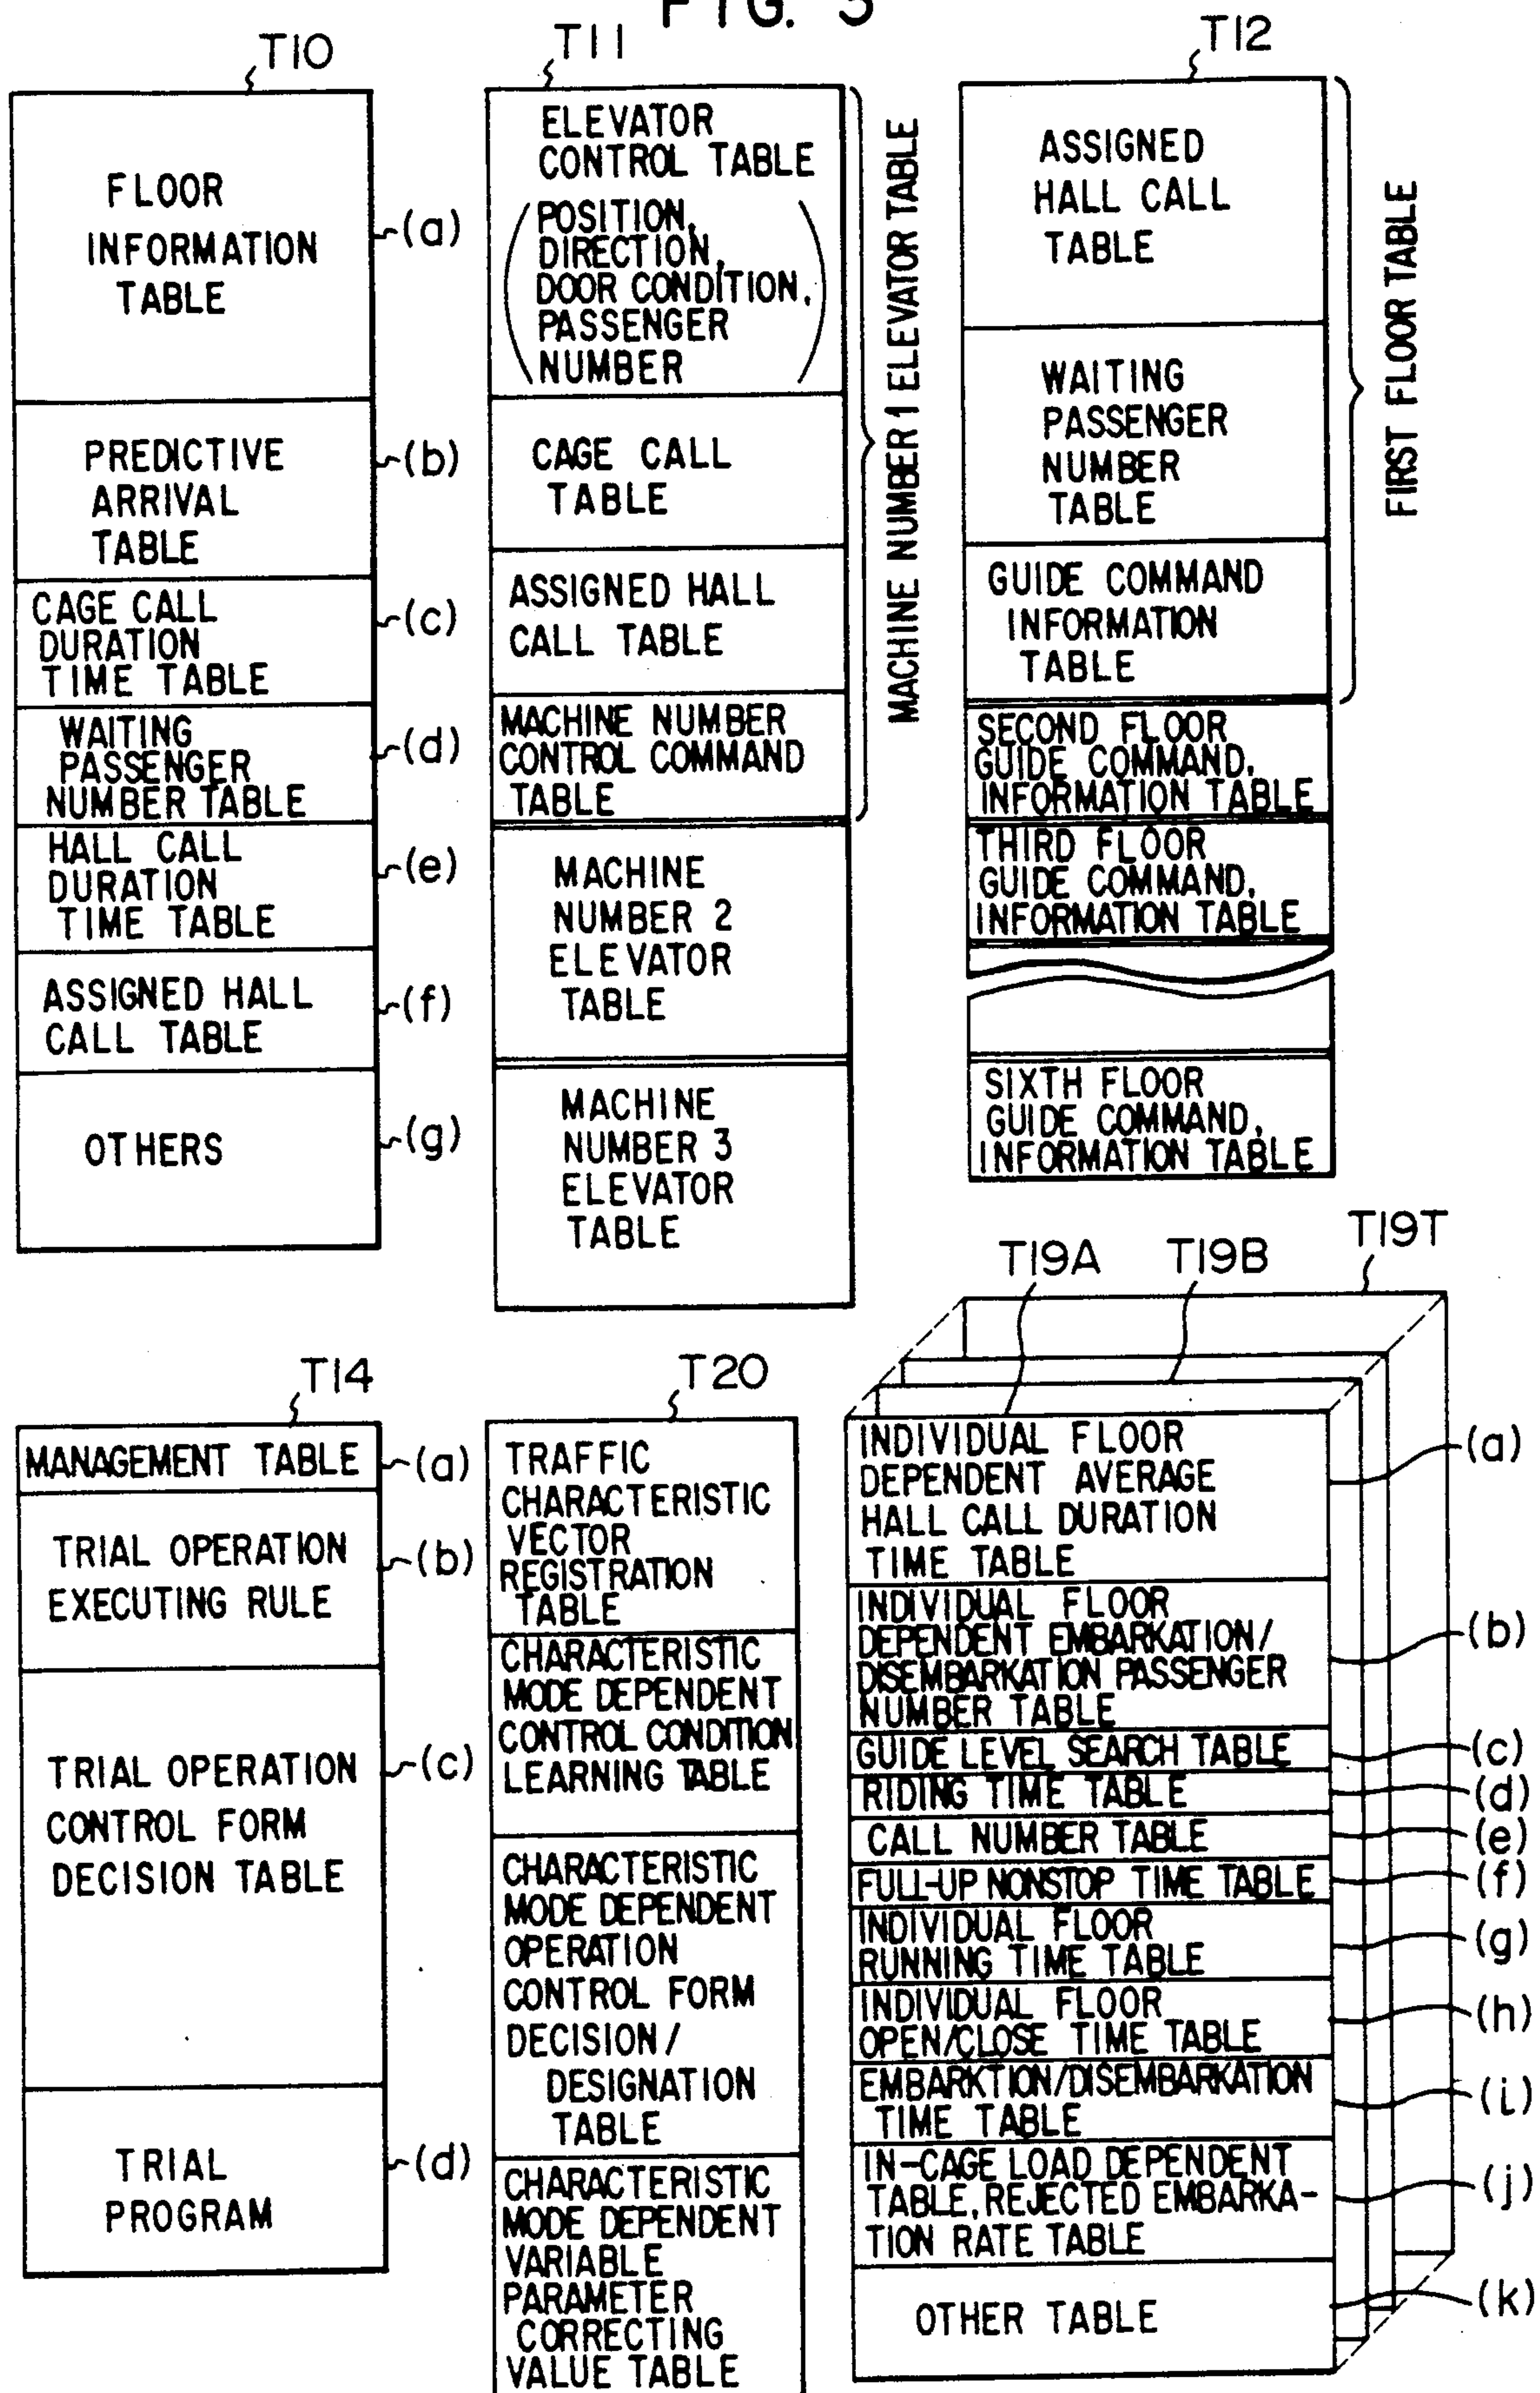 FIG. 5
T10
FLOOR
INFORMATION
TABLE
(a)
PREDICTIVE
ARRIVAL
TABLE
(b)
CAGE CALL
DURATION
TIME TABLE
(c)
WAITING
PASSENGER
NUMBER TABLE
(d)
HALL CALL
DURATION
TIME TABLE
(e)
ASSIGNED HALL
CALL TABLE
(f)
OTHERS
(g)
T11
ELEVATOR
CONTROL TABLE
(POSITION,
DIRECTION,
DOOR CONDITION,
PASSENGER
NUMBER)
CAGE CALL
TABLE
ASSIGNED HALL
CALL TABLE
MACHINE NUMBER
CONTROL COMMAND
TABLE
MACHINE NUMBER 1 ELEVATOR TABLE
MACHINE
NUMBER 2
ELEVATOR
TABLE
MACHINE
NUMBER 3
ELEVATOR
TABLE
T12
ASSIGNED
HALL CALL
TABLE
WAITING
PASSENGER
NUMBER
TABLE
GUIDE COMMAND
INFORMATION
TABLE
FIRST FLOOR TABLE
SECOND FLOOR
GUIDE COMMAND,
INFORMATION TABLE
THIRD FLOOR
GUIDE COMMAND,
INFORMATION TABLE
SIXTH FLOOR
GUIDE COMMAND,
INFORMATION TABLE
T14
MANAGEMENT TABLE
(a)
TRIAL OPERATION
EXECUTING RULE
(b)
TRIAL OPERATION
CONTROL FORM
DECISION TABLE
(c)
TRIAL
PROGRAM
(d)
T20
TRAFFIC
CHARACTERISTIC
VECTOR
REGISTRATION
TABLE
CHARACTERISTIC
MODE DEPENDENT
CONTROL CONDITION
LEARNING TABLE
CHARACTERISTIC
MODE DEPENDENT
OPERATION
CONTROL FORM
DECISION/
DESIGNATION
TABLE
CHARACTERISTIC
MODE DEPENDENT
VARIABLE
PARAMETER
CORRECTING
VALUE TABLE
T19A
T19B
T19T
INDIVIDUAL FLOOR
DEPENDENT AVERAGE
HALL CALL DURATION
TIME TABLE
(a)
INDIVIDUAL FLOOR
DEPENDENT EMBARKATION/
DISEMBARKATION PASSENGER
NUMBER TABLE
(b)
GUIDE LEVEL SEARCH TABLE
(c)
RIDING TIME TABLE
(d)
CALL NUMBER TABLE
(e)
FULL-UP NONSTOP TIME TABLE
(f)
INDIVIDUAL FLOOR
RUNNING TIME TABLE
(g)
INDIVIDUAL FLOOR
OPEN/CLOSE TIME TABLE
(h)
EMBARKTION/DISEMBARKATION
TIME TABLE
(i)
IN-CAGE LOAD DEPENDENT
TABLE, REJECTED EMBARKA-
TION RATE TABLE
(j)
OTHER TABLE
(k)